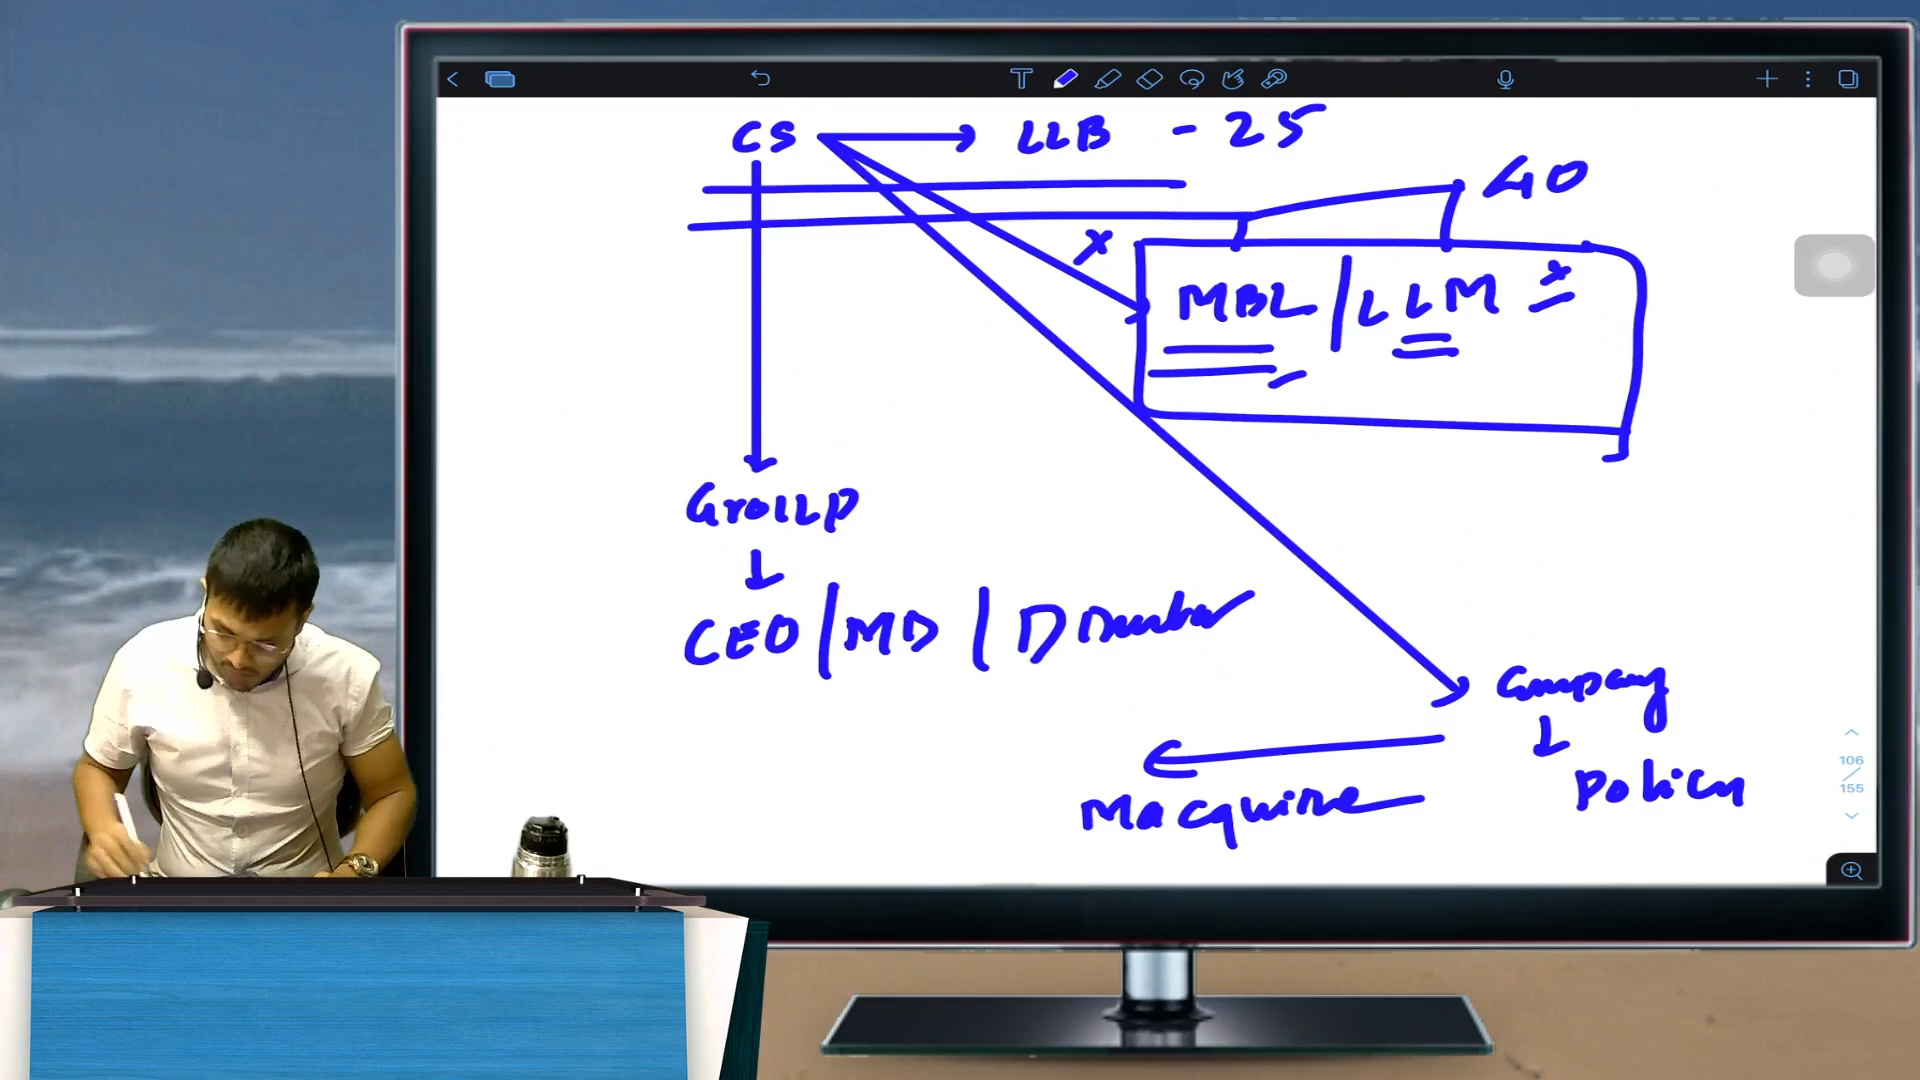 CS → LLB - 25
40
x
MBL / LLM x
Group
↓
CEO / MD / Director
Company
↓
Macquire
Policy
106
155